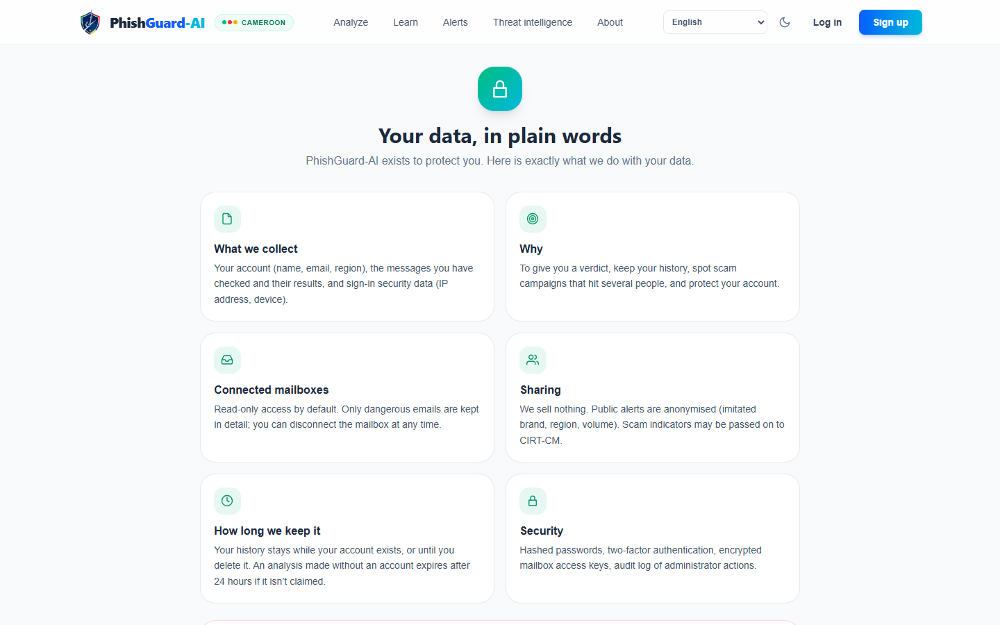 PhishGuard-AI
CAMEROON
Analyze
Learn
Alerts
Threat intelligence
About
English
Log in
Sign up
Your data, in plain words
PhishGuard-AI exists to protect you. Here is exactly what we do with your data.
What we collect
Your account (name, email, region), the messages you have
checked and their results, and sign-in security data (IP
address, device).
Why
To give you a verdict, keep your history, spot scam
campaigns that hit several people, and protect your account.
Connected mailboxes
Read-only access by default. Only dangerous emails are kept
in detail; you can disconnect the mailbox at any time.
Sharing
We sell nothing. Public alerts are anonymised (imitated
brand, region, volume). Scam indicators may be passed on to
CIRT-CM.
How long we keep it
Your history stays while your account exists, or until you
delete it. An analysis made without an account expires after
24 hours if it isn’t claimed.
Security
Hashed passwords, two-factor authentication, encrypted
mailbox access keys, audit log of administrator actions.